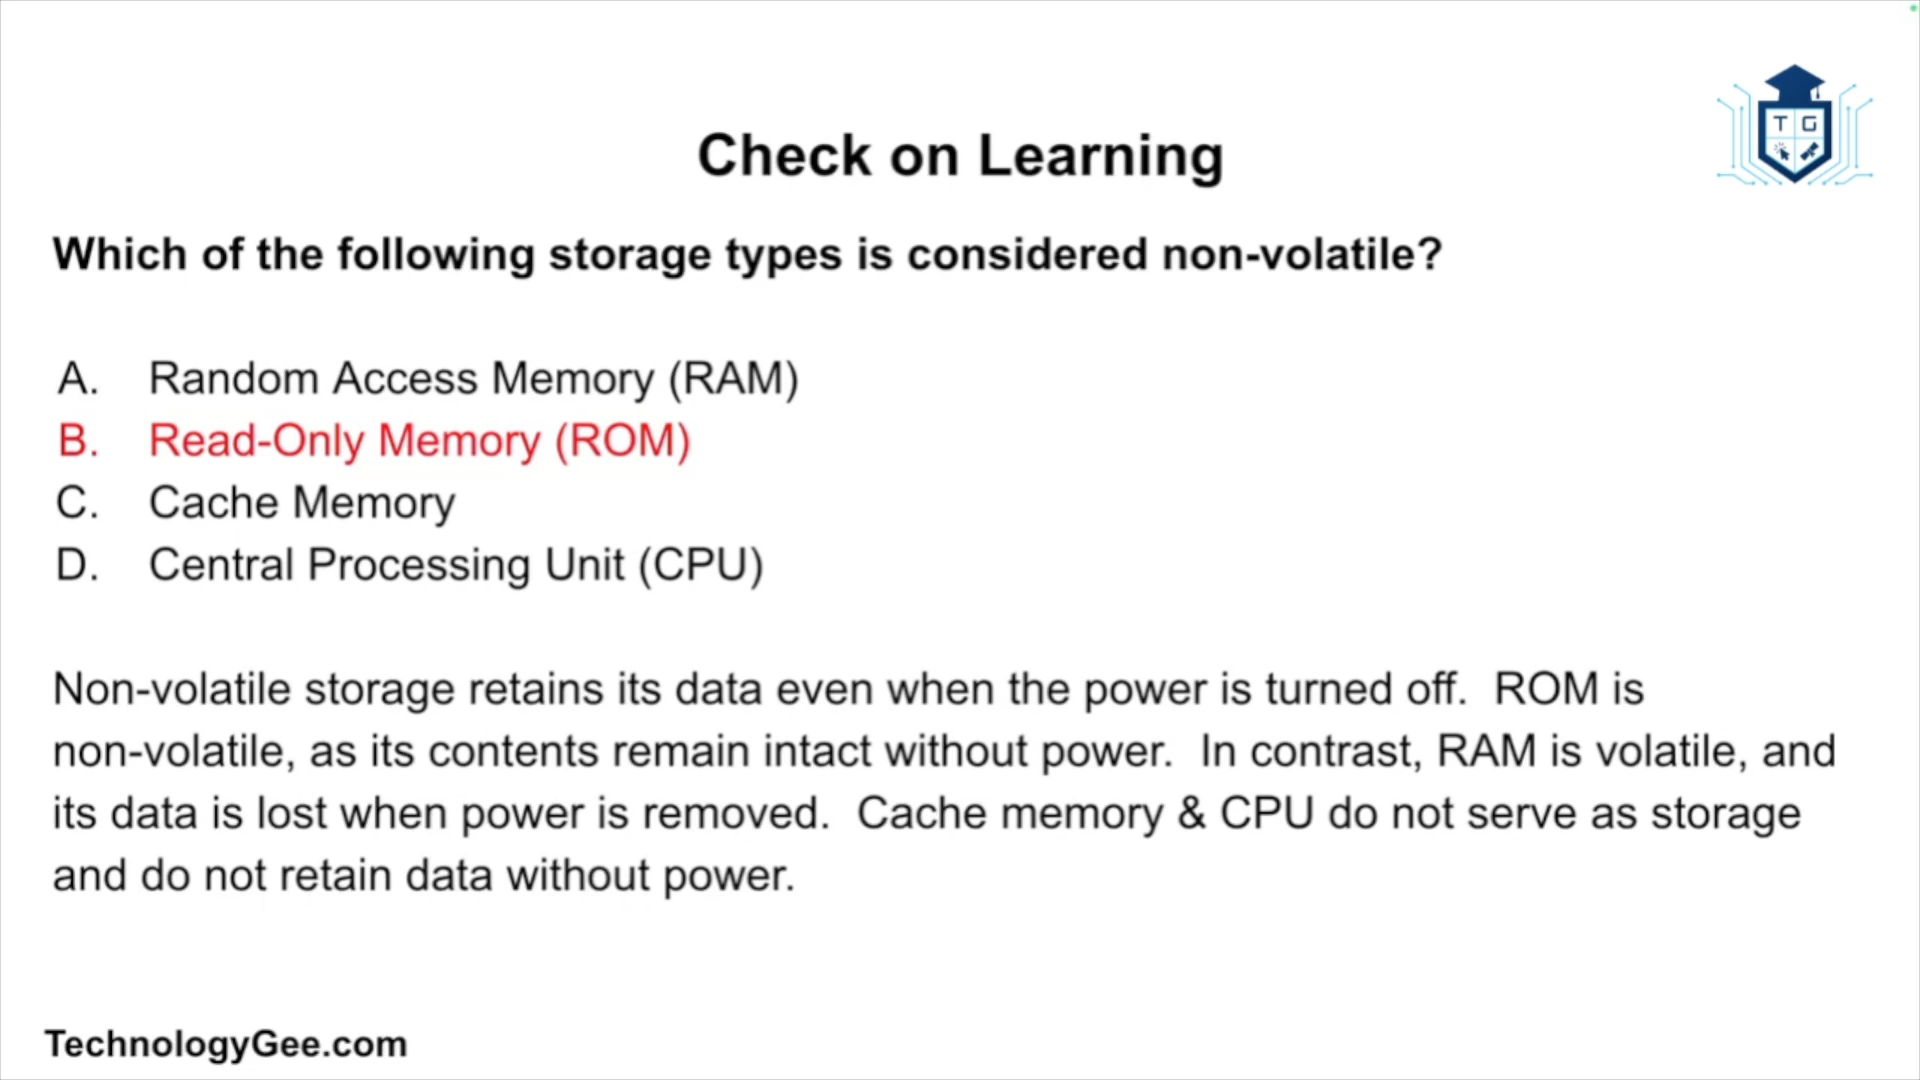 T G
Check on Learning
Which of the following storage types is considered non-volatile?
A. Random Access Memory (RAM)
B. Read-Only Memory (ROM)
C. Cache Memory
D. Central Processing Unit (CPU)
Non-volatile storage retains its data even when the power is turned off.  ROM is
non-volatile, as its contents remain intact without power.  In contrast, RAM is volatile, and
its data is lost when power is removed.  Cache memory & CPU do not serve as storage
and do not retain data without power.
TechnologyGee.com